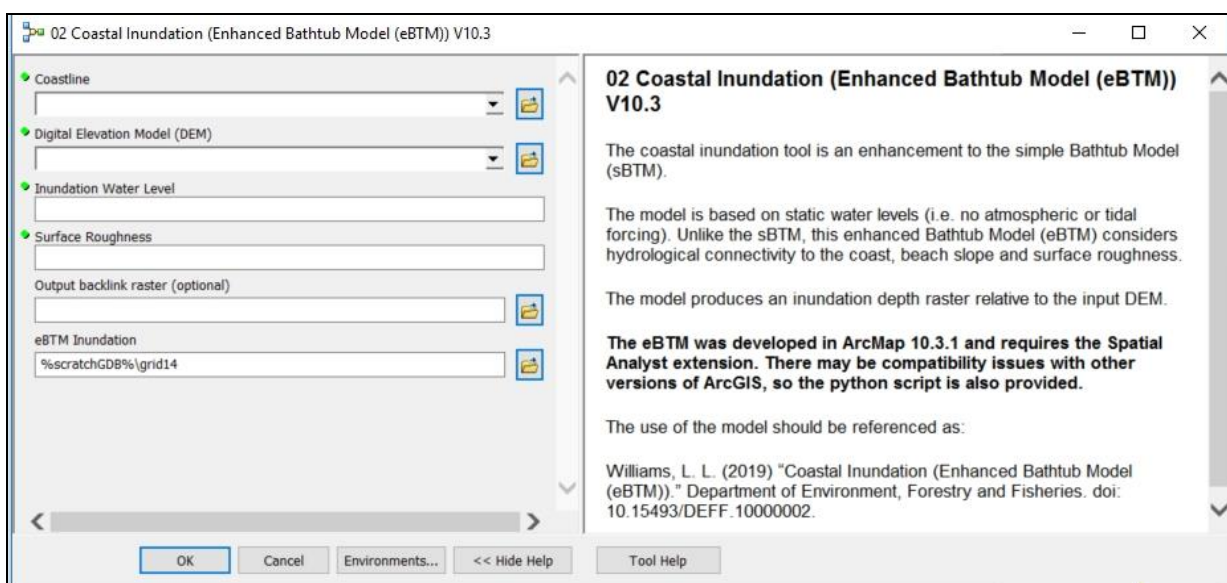 02 Coastal Inundation (Enhanced Bathtub Model (eBTM)) V10.3
Coastline
Digital Elevation Model (DEM)
Inundation Water Level
Surface Roughness
Output backlink raster (optional)
eBTM Inundation
%scratchGDB%\grid14
02 Coastal Inundation (Enhanced Bathtub Model (eBTM))
V10.3
The coastal inundation tool is an enhancement to the simple Bathtub Model
(sBTM).
The model is based on static water levels (i.e. no atmospheric or tidal
forcing). Unlike the sBTM, this enhanced Bathtub Model (eBTM) considers
hydrological connectivity to the coast, beach slope and surface roughness.
The model produces an inundation depth raster relative to the input DEM.
The eBTM was developed in ArcMap 10.3.1 and requires the Spatial
Analyst extension. There may be compatibility issues with other
versions of ArcGIS, so the python script is also provided.
The use of the model should be referenced as:
Williams, L. L. (2019) “Coastal Inundation (Enhanced Bathtub Model
(eBTM)).” Department of Environment, Forestry and Fisheries. doi:
10.15493/DEFF.10000002.
OK Cancel Environments... << Hide Help Tool Help